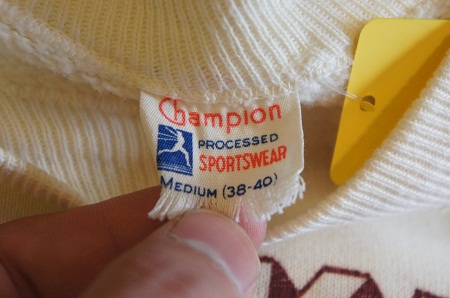 Champion
PROCESSED
SPORTSWEAR
MEDIUM (38-40)